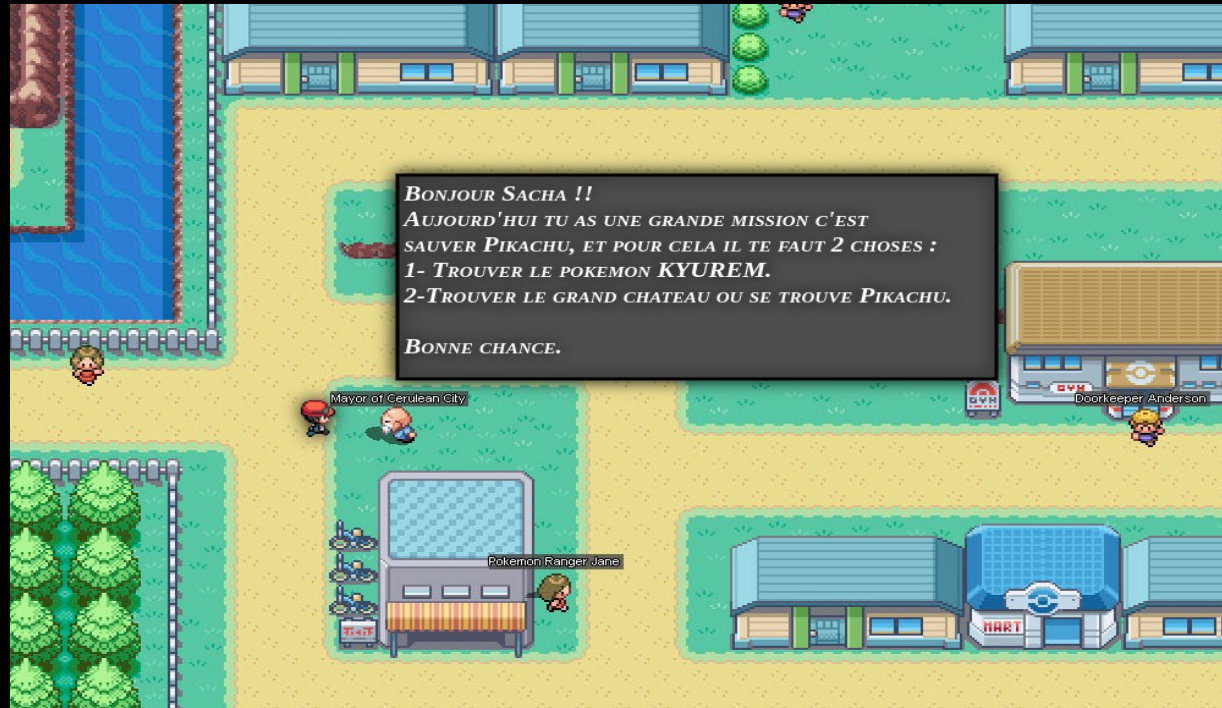 Bonjour Sacha !!
Aujourd'hui tu as une grande mission c'est
sauver Pikachu, et pour cela il te faut 2 choses :
1- Trouver le pokemon KYUREM.
2-Trouver le grand chateau ou se trouve Pikachu.
Bonne chance.
Mayor of Cerulean City
GYM
GYM
Doorkeeper Anderson
Pokemon Ranger Jane
MART